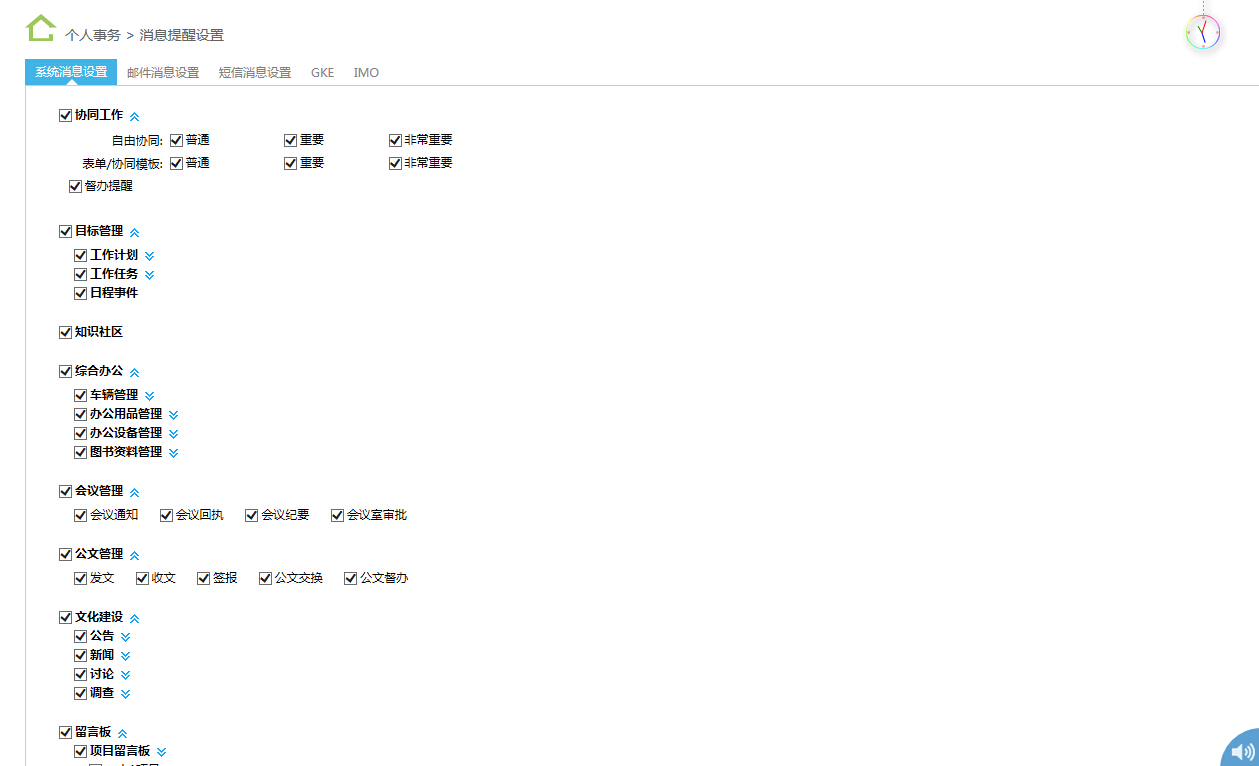 个人事务 > 消息提醒设置
系统消息设置 邮件消息设置 短信消息设置 GKE IMO
协同工作
自由协同: 普通 重要 非常重要
表单/协同模板: 普通 重要 非常重要
督办提醒
目标管理
工作计划
工作任务
日程事件
知识社区
综合办公
车辆管理
办公用品管理
办公设备管理
图书资料管理
会议管理
会议通知 会议回执 会议纪要 会议室审批
公文管理
发文 收文 签报 公文交换 公文督办
文化建设
公告
新闻
讨论
调查
留言板
项目留言板